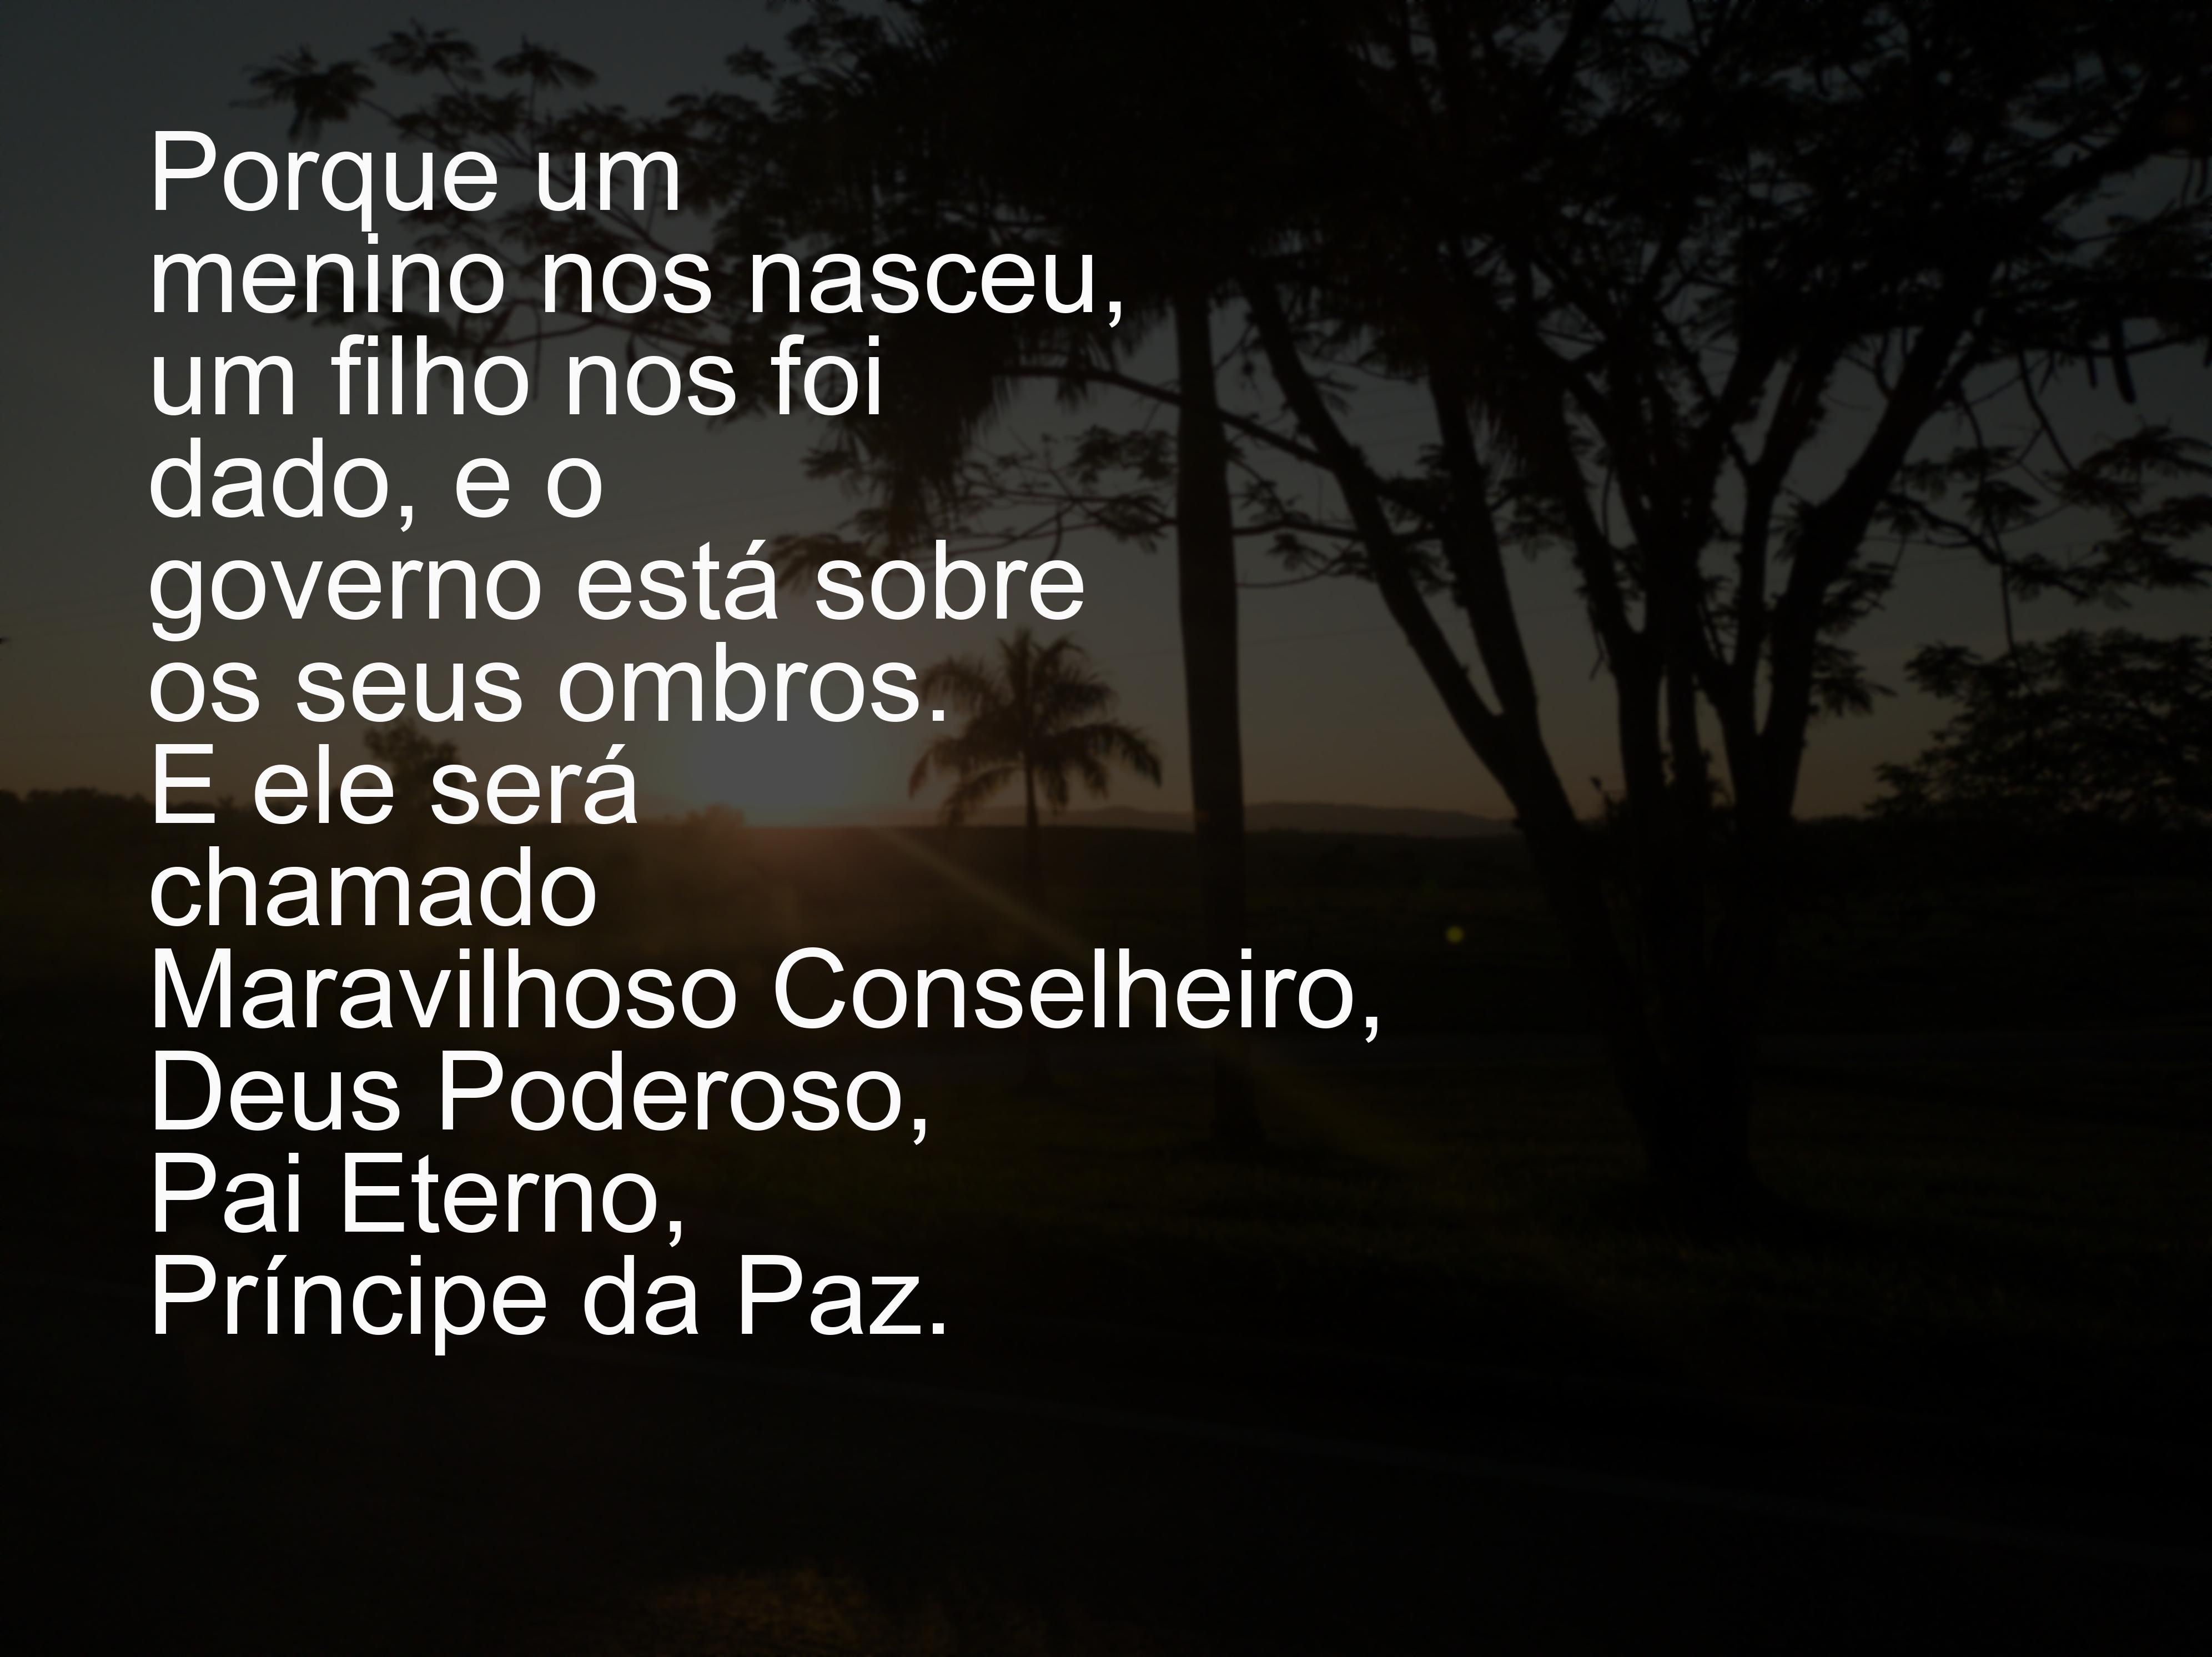 Porque um
menino nos nasceu,
um filho nos foi
dado, e o
governo está sobre
os seus ombros.
E ele será
chamado
Maravilhoso Conselheiro,
Deus Poderoso,
Pai Eterno,
Príncipe da Paz.